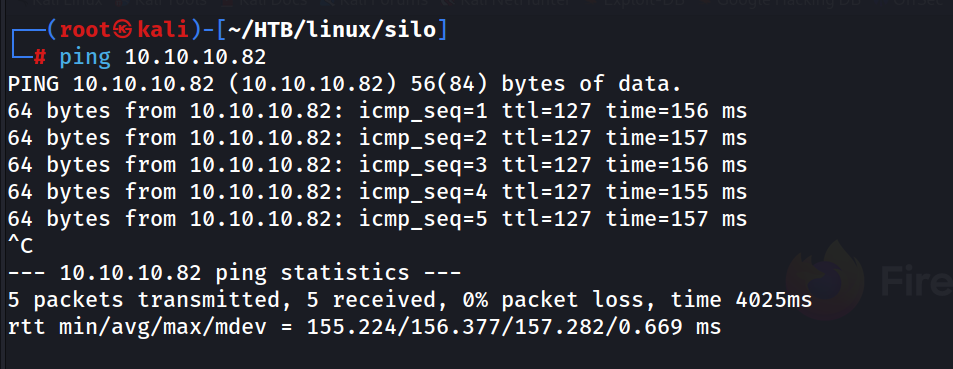 (root㉿kali)-[~/HTB/linux/silo]
# ping 10.10.10.82
PING 10.10.10.82 (10.10.10.82) 56(84) bytes of data.
64 bytes from 10.10.10.82: icmp_seq=1 ttl=127 time=156 ms
64 bytes from 10.10.10.82: icmp_seq=2 ttl=127 time=157 ms
64 bytes from 10.10.10.82: icmp_seq=3 ttl=127 time=156 ms
64 bytes from 10.10.10.82: icmp_seq=4 ttl=127 time=155 ms
64 bytes from 10.10.10.82: icmp_seq=5 ttl=127 time=157 ms
^C
--- 10.10.10.82 ping statistics ---
5 packets transmitted, 5 received, 0% packet loss, time 4025ms
rtt min/avg/max/mdev = 155.224/156.377/157.282/0.669 ms
Fire